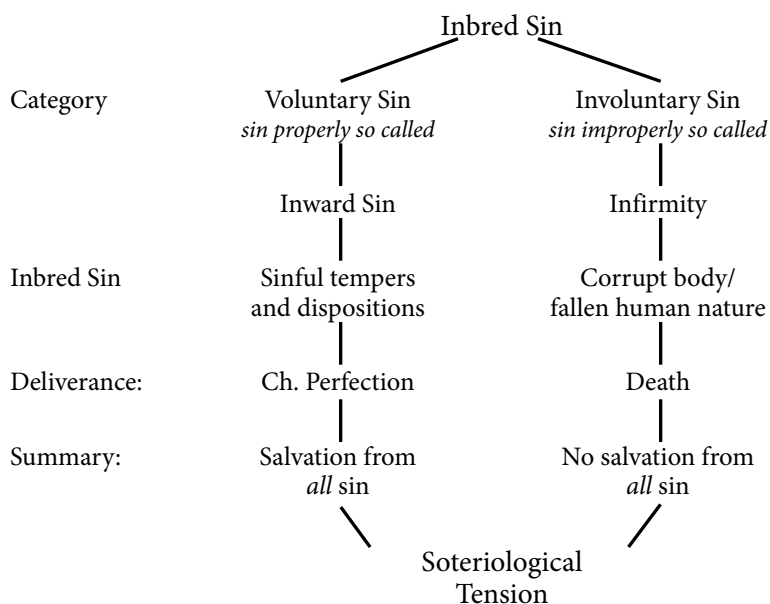 Inbred Sin
Category Voluntary Sin Involuntary Sin
sin properly so called sin improperly so called
Inward Sin Infirmity
Inbred Sin Sinful tempers Corrupt body/
and dispositions fallen human nature
Deliverance: Ch. Perfection Death
Summary: Salvation from No salvation from
all sin all sin
Soteriological
Tension